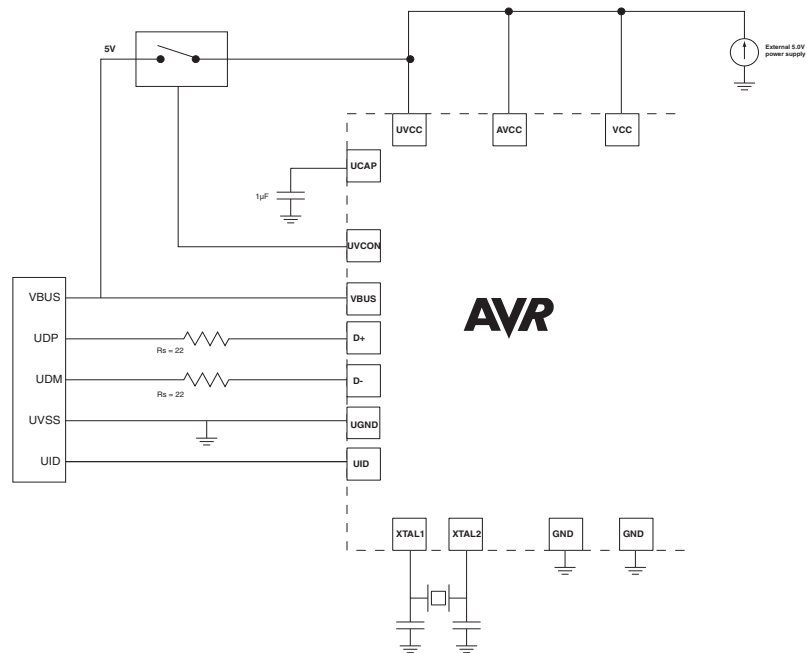 5V
External 5.0V
power supply
UVCC
AVCC
VCC
UCAP
1µF
UVCON
VBUS
VBUS
UDP
Rs = 22
D+
UDM
Rs = 22
D-
UVSS
UGND
UID
UID
AVR
XTAL1
XTAL2
GND
GND